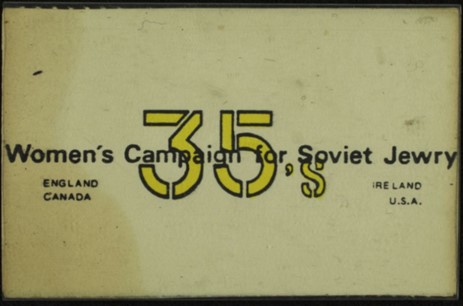 35's
Women's Campaign for Soviet Jewry
ENGLAND
CANADA
IRELAND
U.S.A.